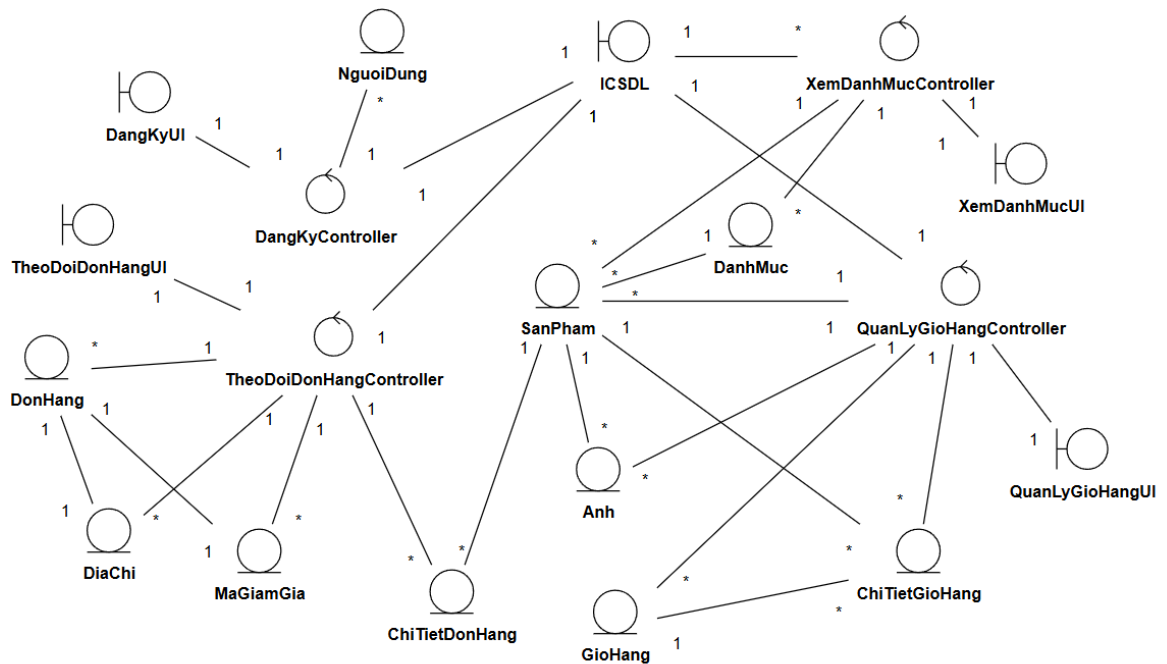 1
1
*
NguoiDung
ICSDL
XemDanhMucController
*
1
1
1
1
1
DangKyUI
1
1
1
1
1
1
XemDanhMucUI
DangKyController
*
1
1
TheoDoiDonHangUI
*
DanhMuc
1
1
*
1
*
SanPham
1
1
QuanLyGioHangController
*
1
1
1
1
1
1
1
TheoDoiDonHangController
DonHang
1
1
1
1
1
*
1
*
Anh
QuanLyGioHangUI
1
*
*
*
1
*
*
*
DiaChi
MaGiamGia
*
ChiTietGioHang
ChiTietDonHang
*
1
GioHang